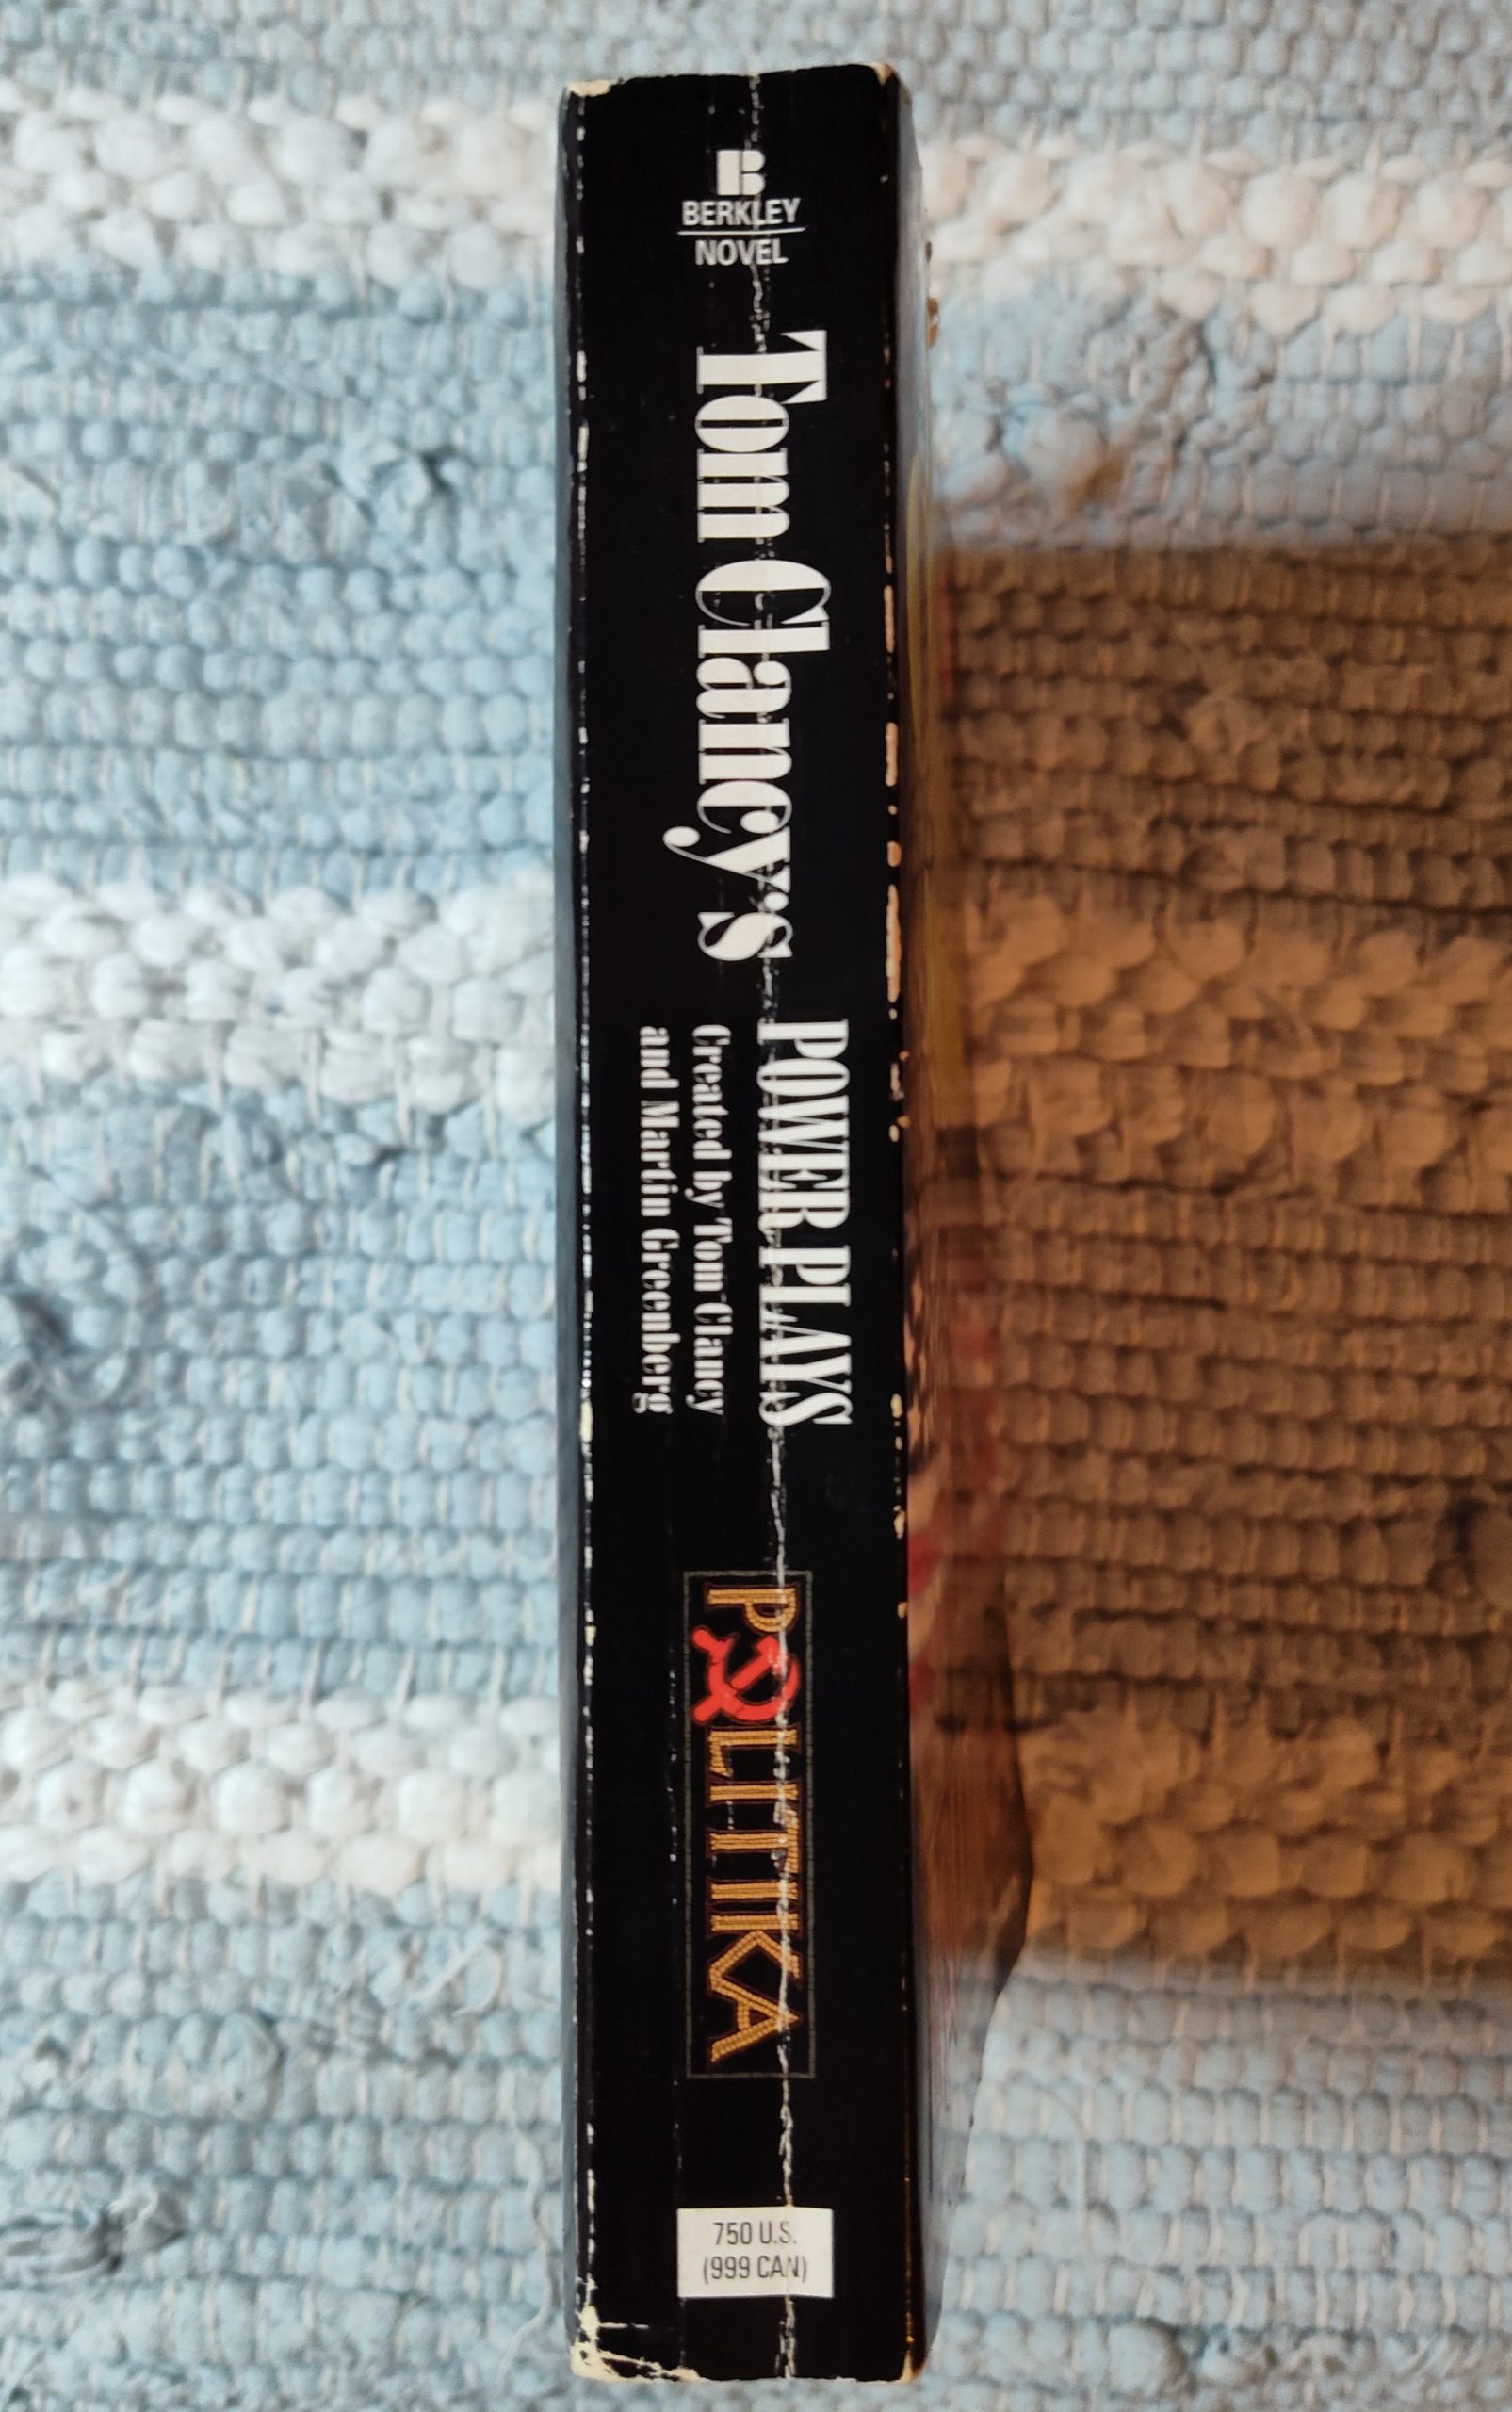 B
BERKLEY
NOVEL
Tom Clancy's
POWER PLAYS
Created by Tom Clancy
and Martin Greenberg
POLITIKA
750 U.S.
(999 CAN)